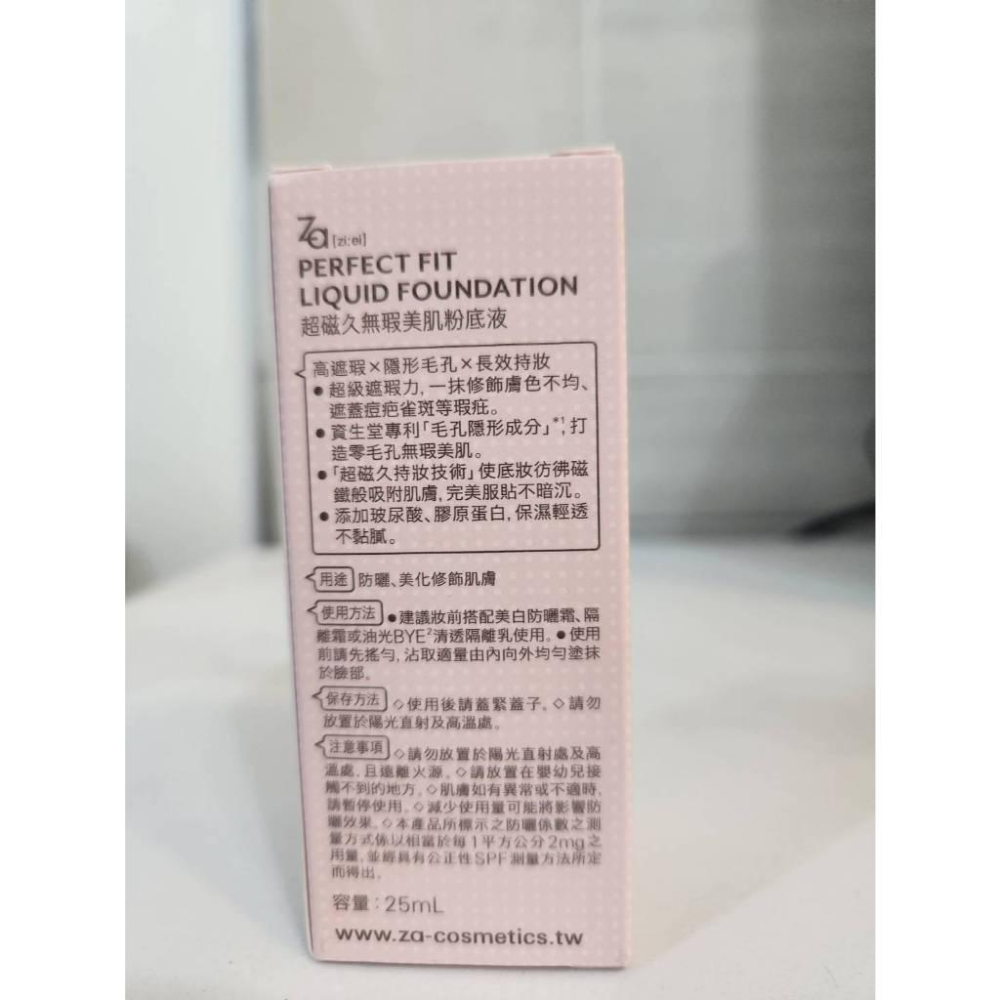 Za [zi:ei]
PERFECT FIT
LIQUID FOUNDATION
超磁久無瑕美肌粉底液
高遮瑕×隱形毛孔×長效持妝
●超級遮瑕力,一抹修飾膚色不均、
遮蓋痘疤雀斑等瑕疵。
●資生堂專利「毛孔隱形成分」*1,打
造零毛孔無瑕美肌。
●「超磁久持妝技術」使底妝彷彿磁
鐵般吸附肌膚,完美服貼不暗沉。
●添加玻尿酸、膠原蛋白,保濕輕透
不黏膩。
用途 防曬、美化修飾肌膚
使用方法 ●建議妝前搭配美白防曬霜、隔
離霜或油光BYE²清透隔離乳使用。●使用
前請先搖勻,沾取適量由內向外均勻塗抹
於臉部。
保存方法 ◇使用後請蓋緊蓋子。◇請勿
放置於陽光直射及高溫處。
注意事項 ◇請勿放置於陽光直射處及高
溫處,且遠離火源。◇請放置在嬰幼兒接
觸不到的地方。◇肌膚如有異常或不適時,
請暫停使用。◇減少使用量可能將影響防
曬效果。◇本產品所標示之防曬係數之測
量方式係以相當於每1平方公分2mg之
用量,並經具有公正性SPF測量方法所定
而得出。
容量:25mL
www.za-cosmetics.tw